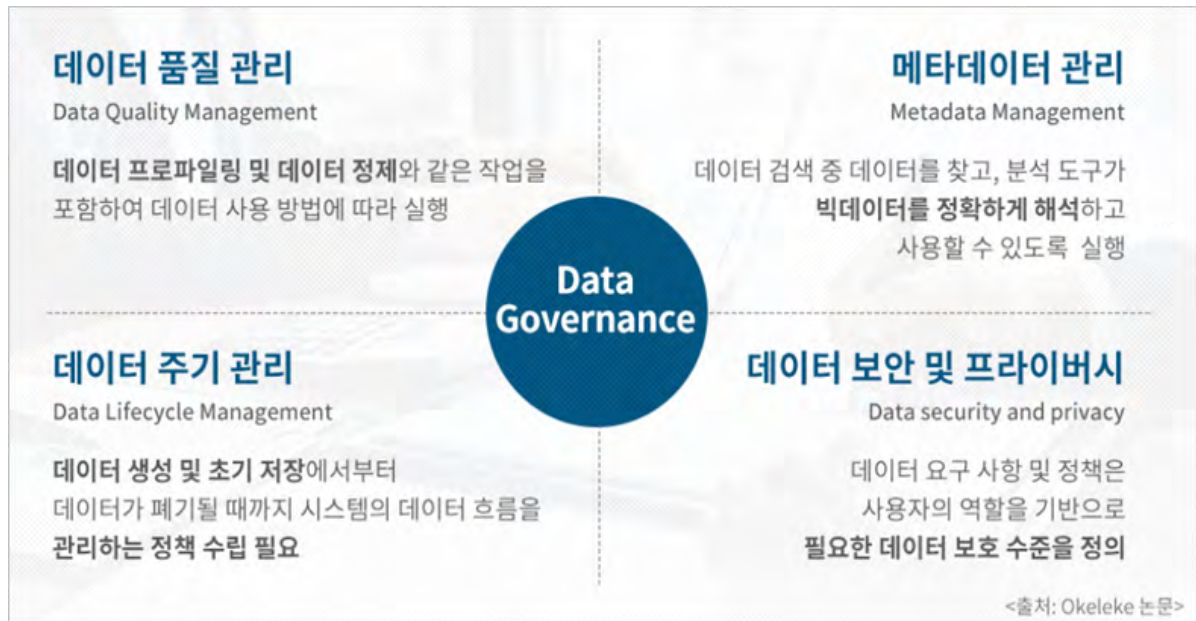 데이터 품질 관리
Data Quality Management
데이터 프로파일링 및 데이터 정제와 같은 작업을
포함하여 데이터 사용 방법에 따라 실행
메타데이터 관리
Metadata Management
데이터 검색 중 데이터를 찾고, 분석 도구가
빅데이터를 정확하게 해석하고
사용할 수 있도록 실행
Data
Governance
데이터 주기 관리
Data Lifecycle Management
데이터 생성 및 초기 저장에서부터
데이터가 폐기될 때까지 시스템의 데이터 흐름을
관리하는 정책 수립 필요
데이터 보안 및 프라이버시
Data security and privacy
데이터 요구 사항 및 정책은
사용자의 역할을 기반으로
필요한 데이터 보호 수준을 정의
<출처: Okeleke 논문>